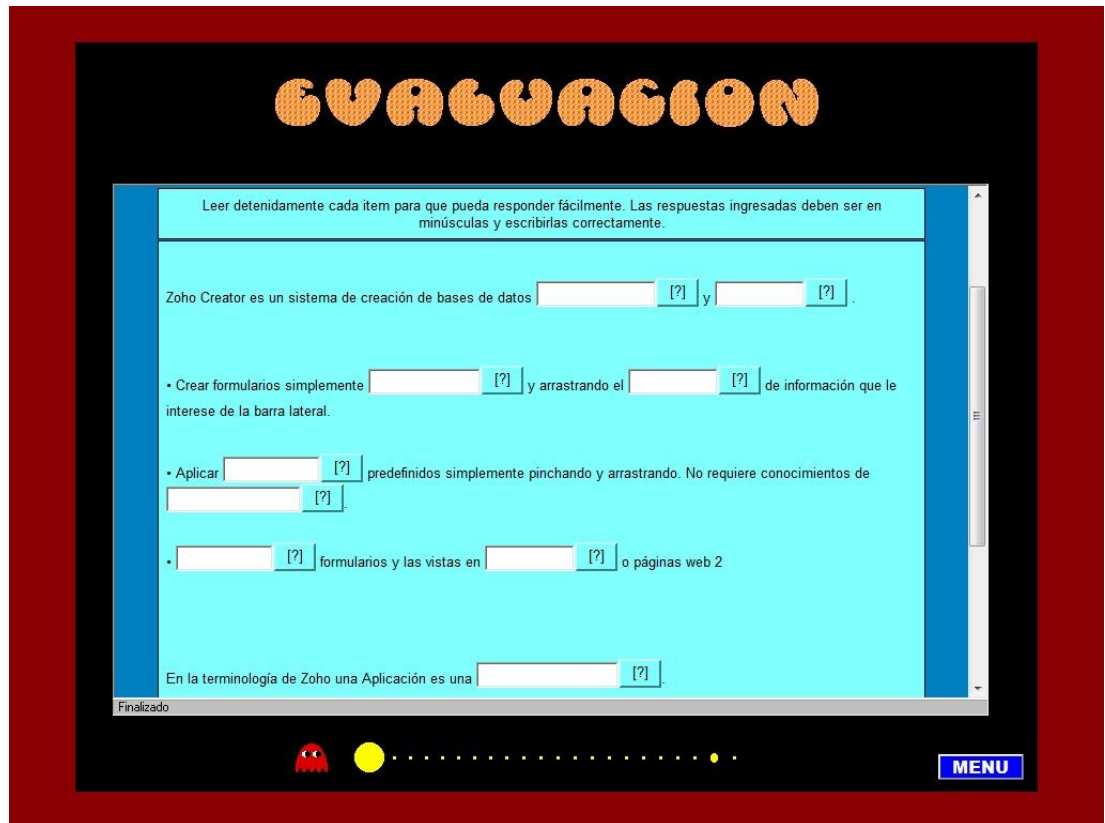 EVALUACION
Leer detenidamente cada item para que pueda responder fácilmente. Las respuestas ingresadas deben ser en
minúsculas y escribirlas correctamente.
Zoho Creator es un sistema de creación de bases de datos [?] y [?] .
• Crear formularios simplemente [?] y arrastrando el [?] de información que le
interese de la barra lateral.
• Aplicar [?] predefinidos simplemente pinchando y arrastrando. No requiere conocimientos de
[?] .
• [?] formularios y las vistas en [?] o páginas web 2
En la terminología de Zoho una Aplicación es una [?] .
Finalizado
MENU